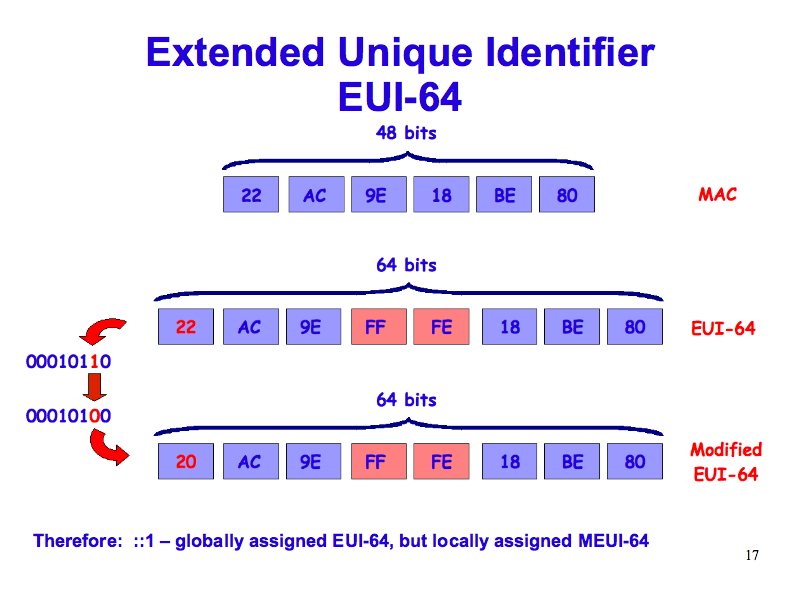 Extended Unique Identifier
EUI-64
48 bits
22 AC 9E 18 BE 80 MAC
64 bits
22 AC 9E FF FE 18 BE 80 EUI-64
00010110
64 bits
00010100
20 AC 9E FF FE 18 BE 80 Modified
EUI-64
Therefore: ::1 – globally assigned EUI-64, but locally assigned MEUI-64
17